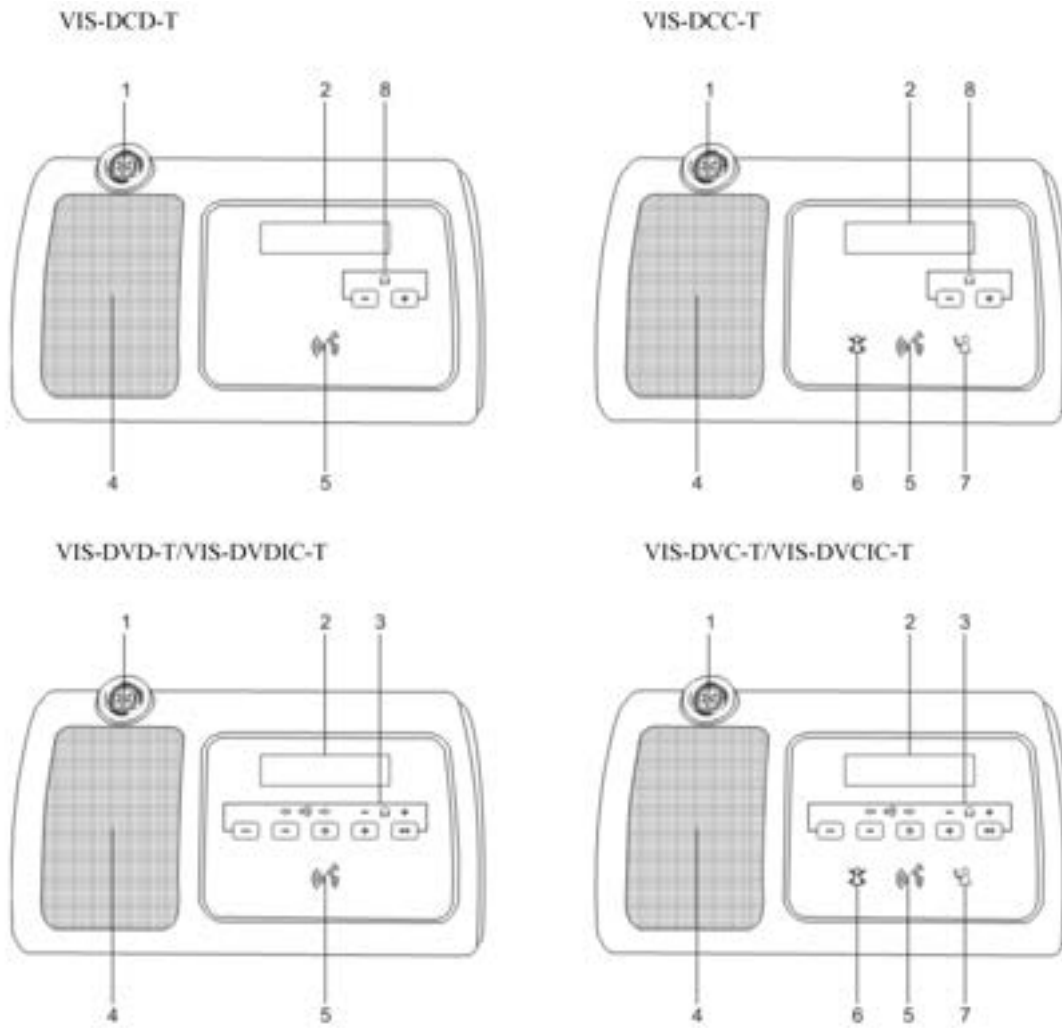 VIS-DCD-T VIS-DCC-T
1 2 8 1 2 8
4 5 4 6 5 7
VIS-DVD-T/VIS-DVDIC-T VIS-DVC-T/VIS-DVCIC-T
1 2 3 1 2 3
4 5 4 6 5 7